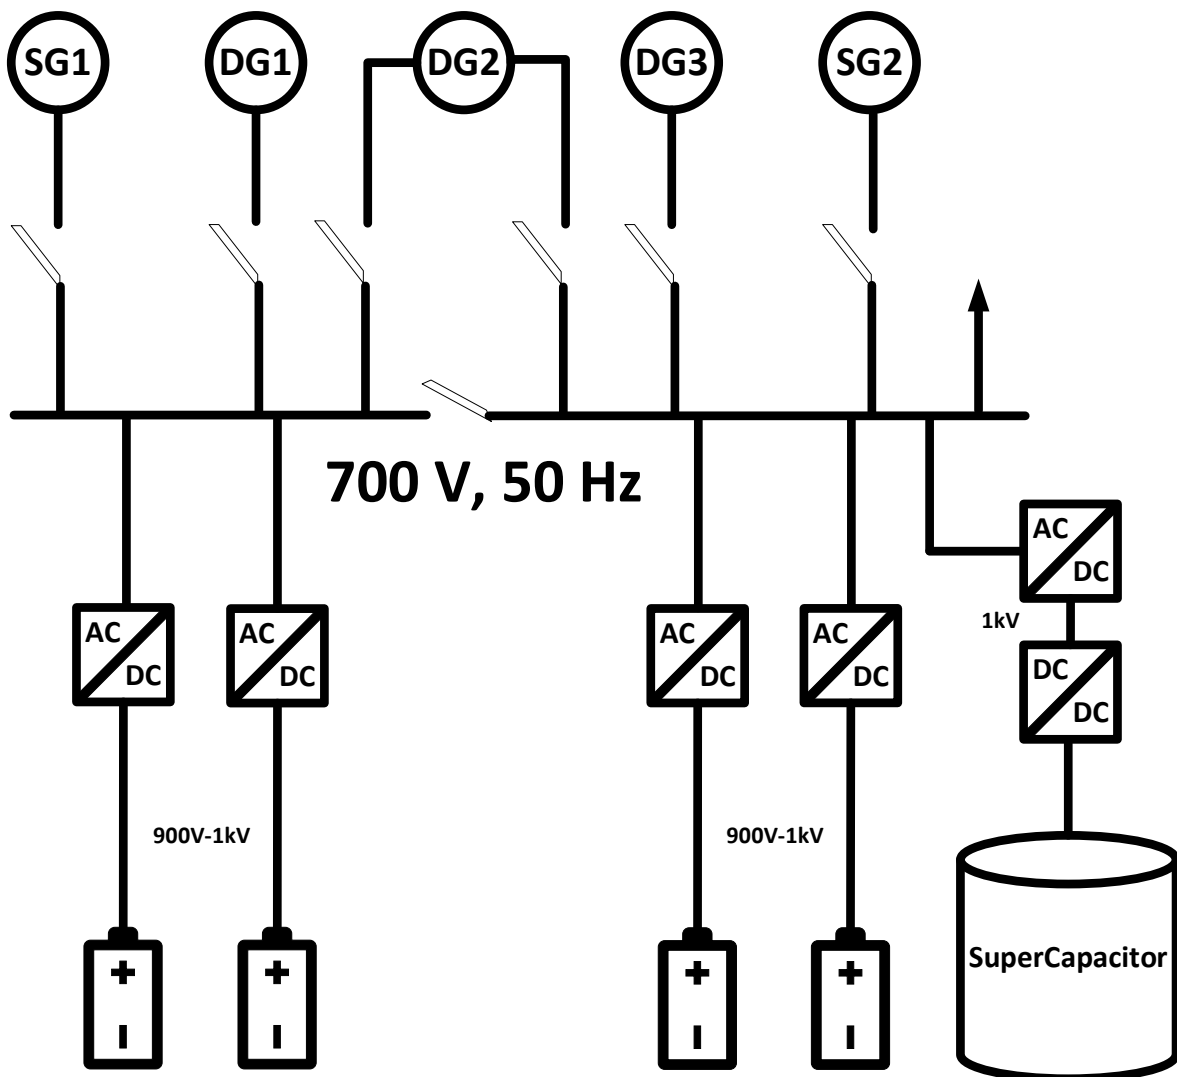 SG1
DG1
DG2
DG3
SG2
700 V, 50 Hz
AC
DC
AC
DC
AC
DC
AC
DC
AC
DC
1kV
DC
DC
900V-1kV
900V-1kV
+
+
+
+
SuperCapacitor